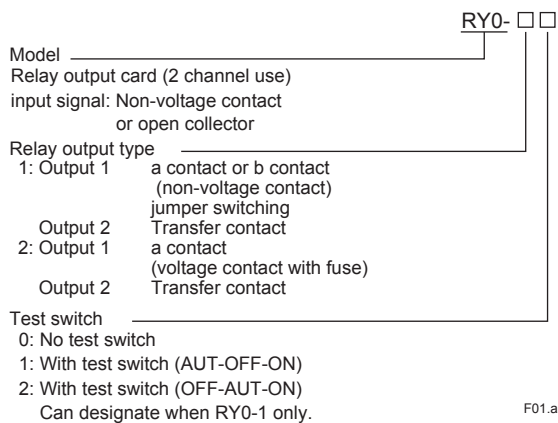 RY0- □ □
Model
Relay output card (2 channel use)
input signal: Non-voltage contact
or open collector
Relay output type
1: Output 1 a contact or b contact
(non-voltage contact)
jumper switching
Output 2 Transfer contact
2: Output 1 a contact
(voltage contact with fuse)
Output 2 Transfer contact
Test switch
0: No test switch
1: With test switch (AUT-OFF-ON)
2: With test switch (OFF-AUT-ON)
Can designate when RY0-1 only.
F01.a